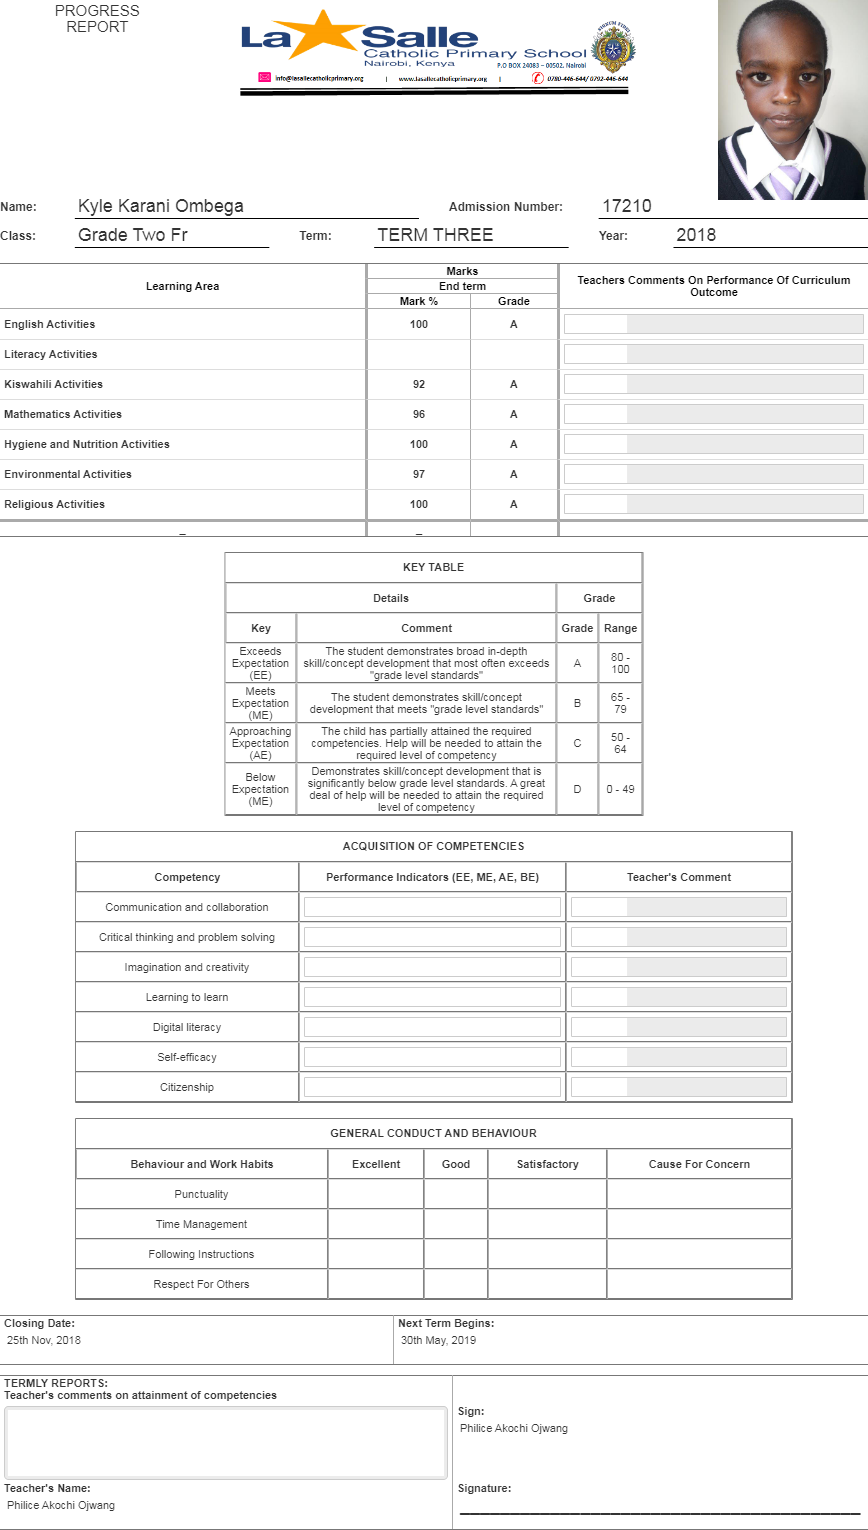 PROGRESS
REPORT
La Salle
Catholic Primary School
Nairobi, Kenya
P.O BOX 24083 – 00502. Nairobi
info@lasallecatholicprimary.org | www.lasallecatholicprimary.org | 0780-446-644/ 0792-446-644
Name: Kyle Karani Ombega Admission Number: 17210
Class: Grade Two Fr Term: TERM THREE Year: 2018
Learning Area Marks Teachers Comments On Performance Of Curriculum Outcome
End term
Mark % Grade
English Activities 100 A
Literacy Activities
Kiswahili Activities 92 A
Mathematics Activities 96 A
Hygiene and Nutrition Activities 100 A
Environmental Activities 97 A
Religious Activities 100 A
_ _
KEY TABLE
Details Grade
Key Comment Grade Range
Exceeds Expectation (EE) The student demonstrates broad in-depth skill/concept development that most often exceeds "grade level standards" A 80 - 100
Meets Expectation (ME) The student demonstrates skill/concept development that meets "grade level standards" B 65 - 79
Approaching Expectation (AE) The child has partially attained the required competencies. Help will be needed to attain the required level of competency C 50 - 64
Below Expectation (ME) Demonstrates skill/concept development that is significantly below grade level standards. A great deal of help will be needed to attain the required level of competency D 0 - 49
ACQUISITION OF COMPETENCIES
Competency Performance Indicators (EE, ME, AE, BE) Teacher's Comment
Communication and collaboration
Critical thinking and problem solving
Imagination and creativity
Learning to learn
Digital literacy
Self-efficacy
Citizenship
GENERAL CONDUCT AND BEHAVIOUR
Behaviour and Work Habits Excellent Good Satisfactory Cause For Concern
Punctuality
Time Management
Following Instructions
Respect For Others
Closing Date: Next Term Begins:
25th Nov, 2018 30th May, 2019
TERMLY REPORTS:
Teacher's comments on attainment of competencies
Sign:
Philice Akochi Ojwang
Teacher's Name: Signature:
Philice Akochi Ojwang